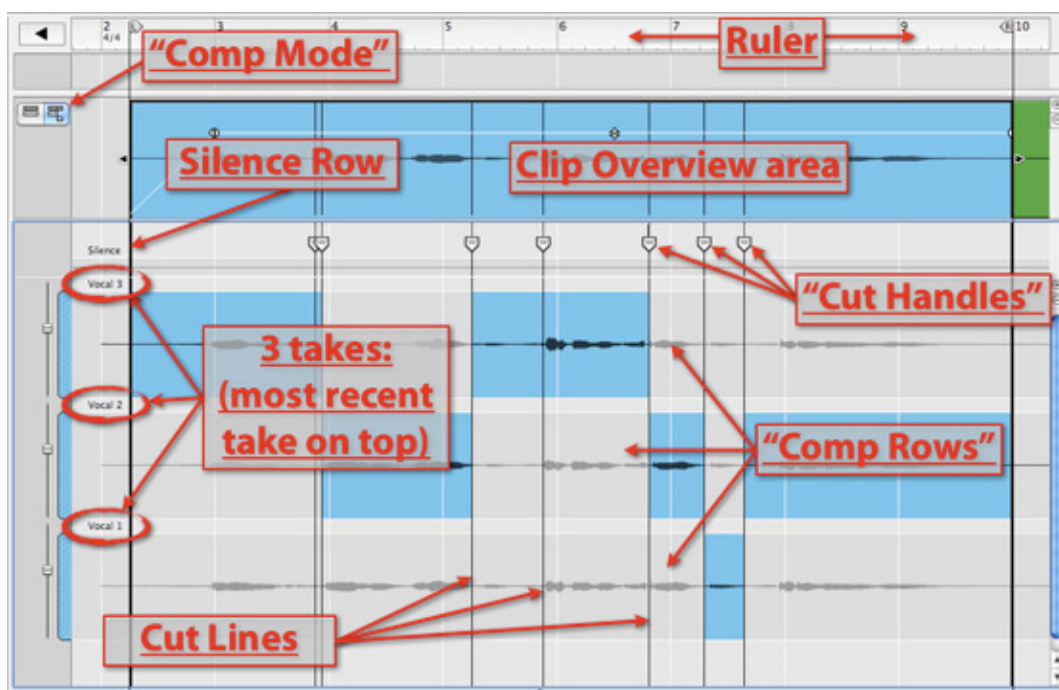 2 3 4 5 6 7 8 9 10
4/4
L
R
"Comp Mode"
Ruler
Silence Row
Clip Overview area
Silence
Vocal 3
"Cut Handles"
3 takes:
(most recent
take on top)
Vocal 2
"Comp Rows"
Vocal 1
Cut Lines